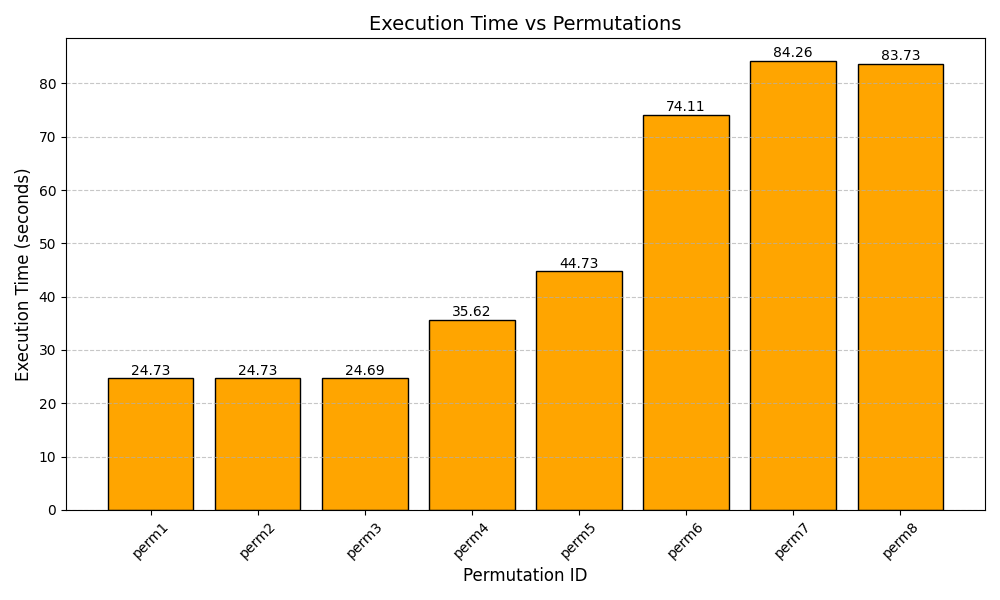 Execution Time vs Permutations
Execution Time (seconds)
80
70
60
50
40
30
20
10
0
24.73
24.73
24.69
35.62
44.73
74.11
84.26
83.73
perm1
perm2
perm3
perm4
perm5
perm6
perm7
perm8
Permutation ID